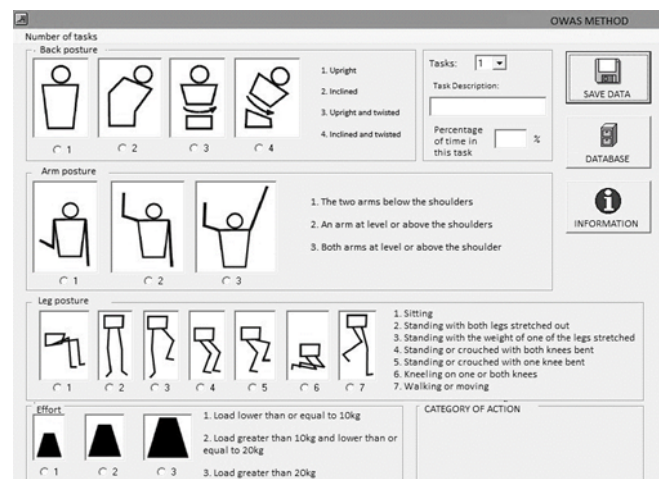 OWAS METHOD
Number of tasks
Back posture
1. Upright
2. Inclined
3. Upright and twisted
4. Inclined and twisted
1
2
3
4
Tasks: 1
Task Description:
Percentage
of time in
this task
%
SAVE DATA
DATABASE
INFORMATION
Arm posture
1. The two arms below the shoulders
2. An arm at level or above the shoulders
3. Both arms at level or above the shoulder
1
2
3
Leg posture
1. Sitting
2. Standing with both legs stretched out
3. Standing with the weight of one of the legs stretched
4. Standing or crouched with both knees bent
5. Standing or crouched with one knee bent
6. Kneeling on one or both knees
7. Walking or moving
1
2
3
4
5
6
7
Effort
1. Load lower than or equal to 10kg
2. Load greater than 10kg and lower than or
equal to 20kg
3. Load greater than 20kg
1
2
3
CATEGORY OF ACTION